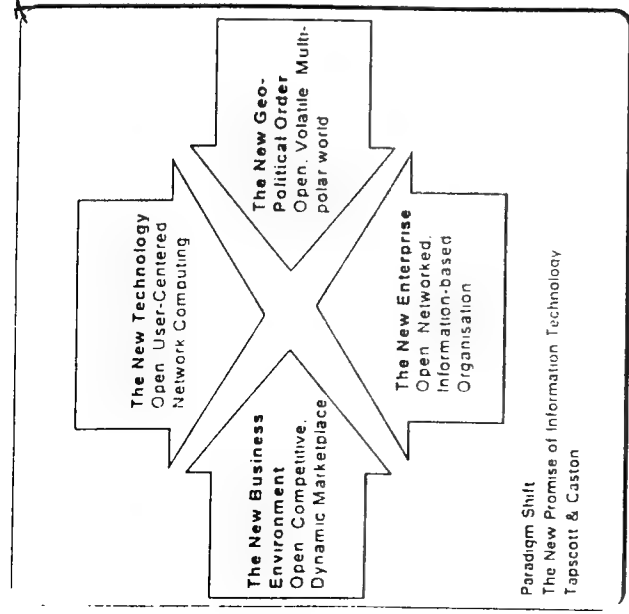 The New Technology
Open User-Centered
Network Computing
The New Business
Environment
Open Competitive,
Dynamic Marketplace
The New Geo-
Political Order
Open, Volatile Multi-
polar world
The New Enterprise
Open Networked,
Information-based
Organisation
Paradigm Shift
The New Promise of Information Technology
Tapscott & Caston